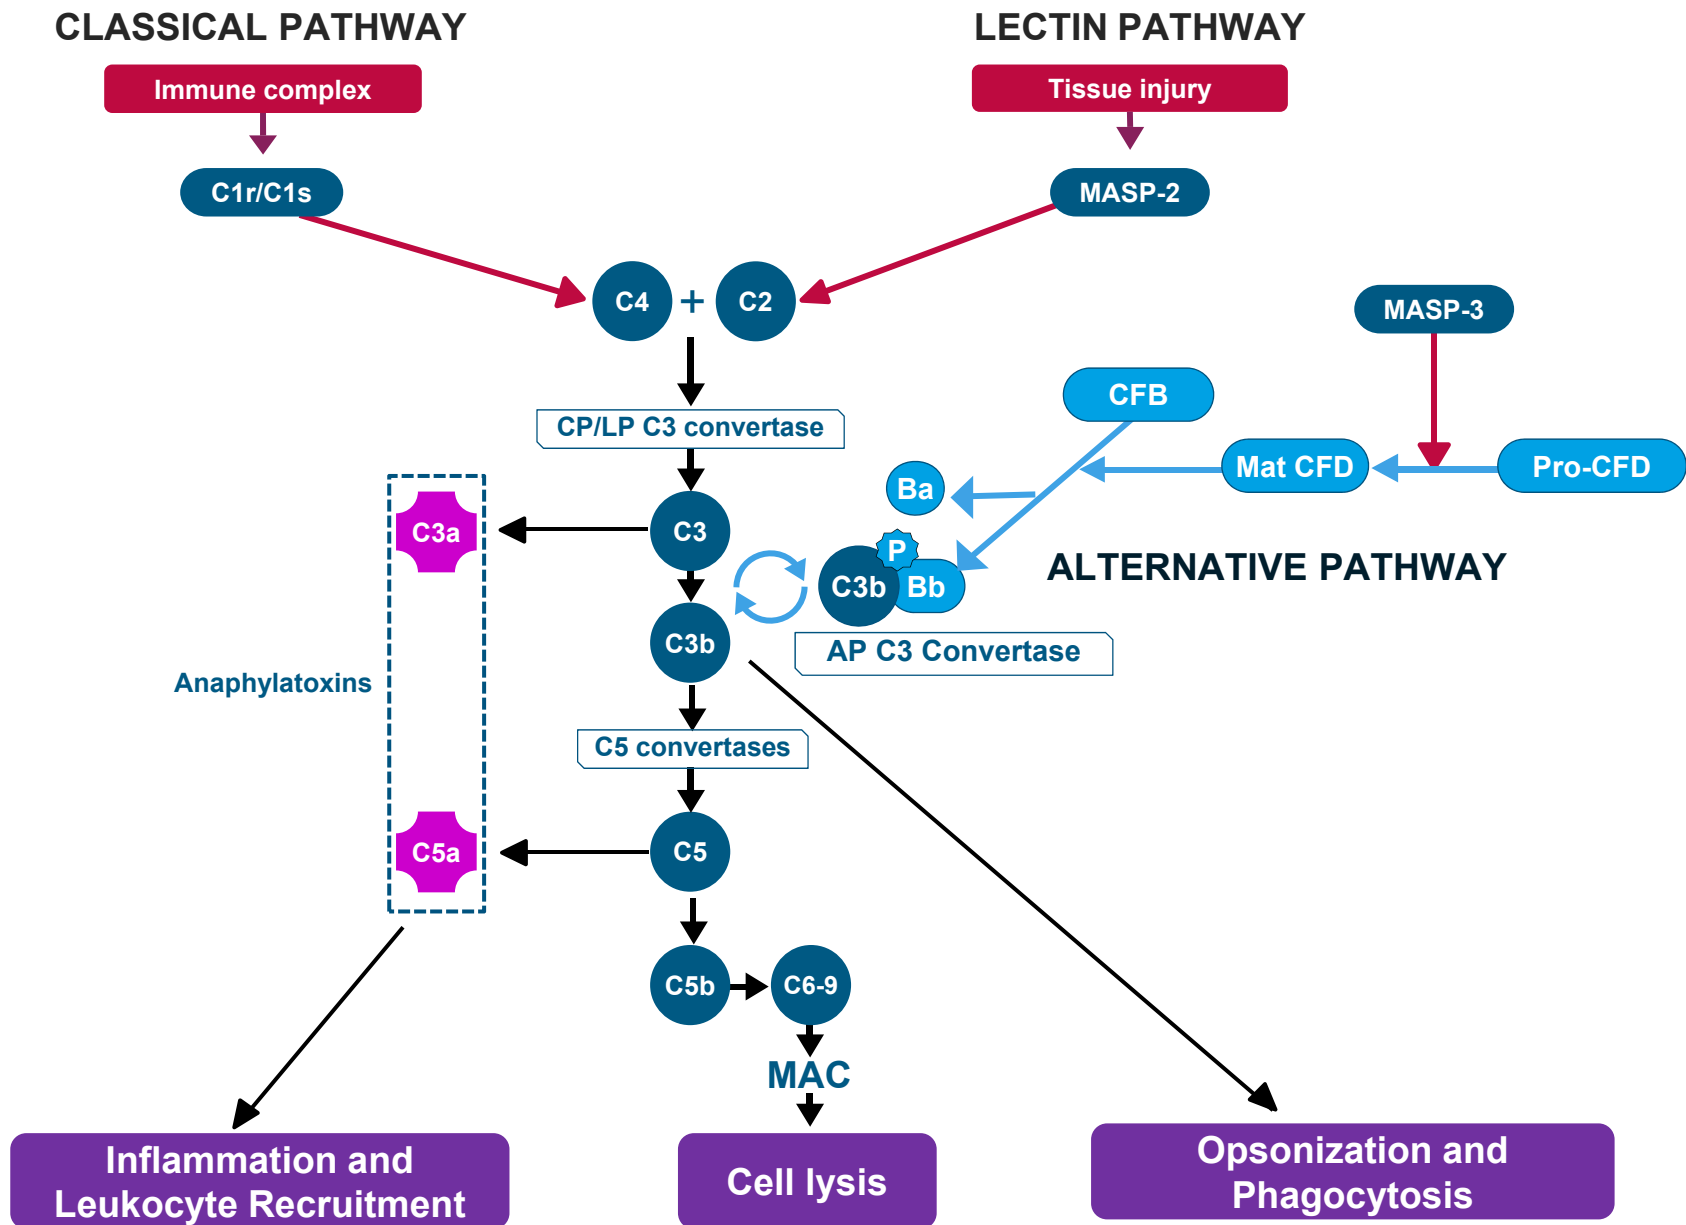 CLASSICAL PATHWAY
LECTIN PATHWAY
Immune complex
Tissue injury
C1r/C1s
MASP-2
C4
+
C2
MASP-3
CFB
CP/LP C3 convertase
Mat CFD
Pro-CFD
Ba
C3a
C3
P
C3b
Bb
ALTERNATIVE PATHWAY
C3b
AP C3 Convertase
Anaphylatoxins
C5 convertases
C5a
C5
C5b
C6-9
MAC
Inflammation and
Leukocyte Recruitment
Cell lysis
Opsonization and
Phagocytosis